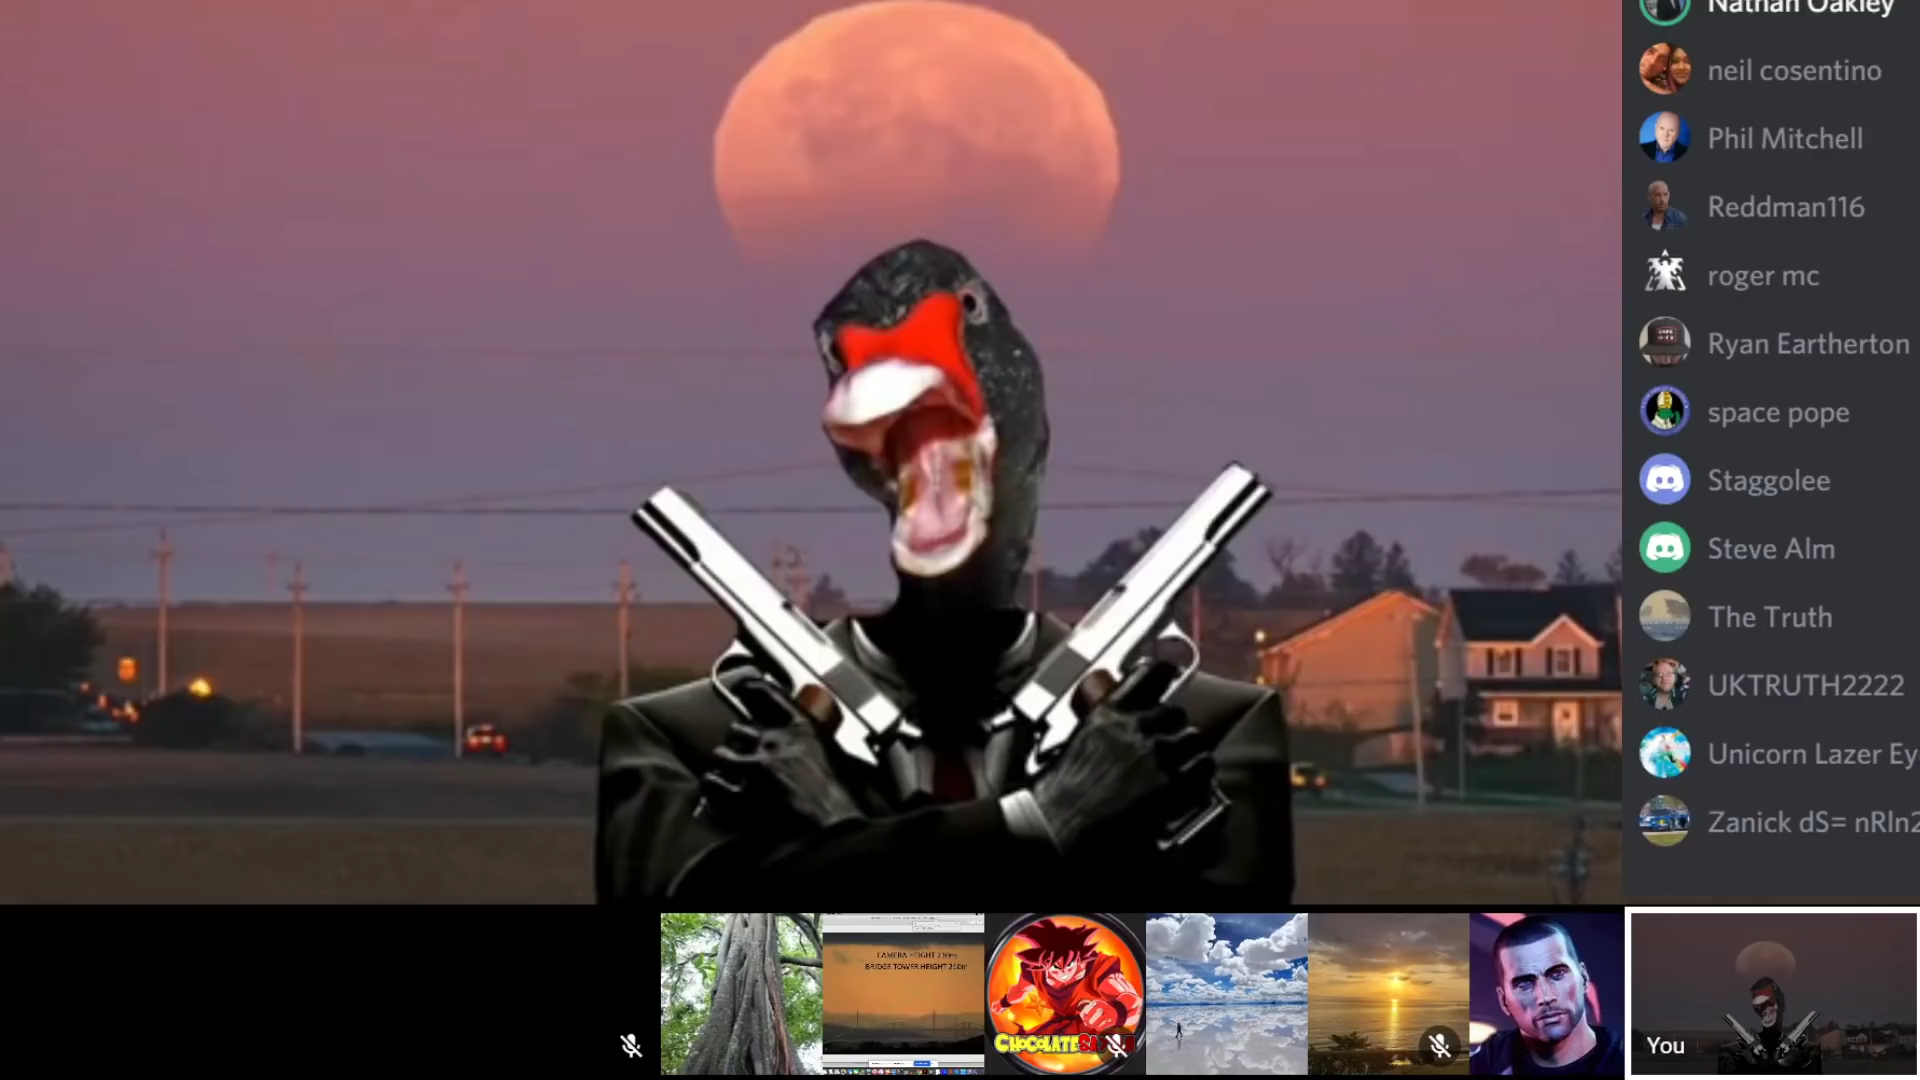 Nathan Oakley
neil cosentino
Phil Mitchell
Reddman116
roger mc
Ryan Eartherton
space pope
Staggolee
Steve Alm
The Truth
UKTRUTH2222
Unicorn Lazer Ey
Zanick dS= nRln2
CAMERA HEIGHT
BRIDGE TOWER HEIGHT
CHOCOLATE
You